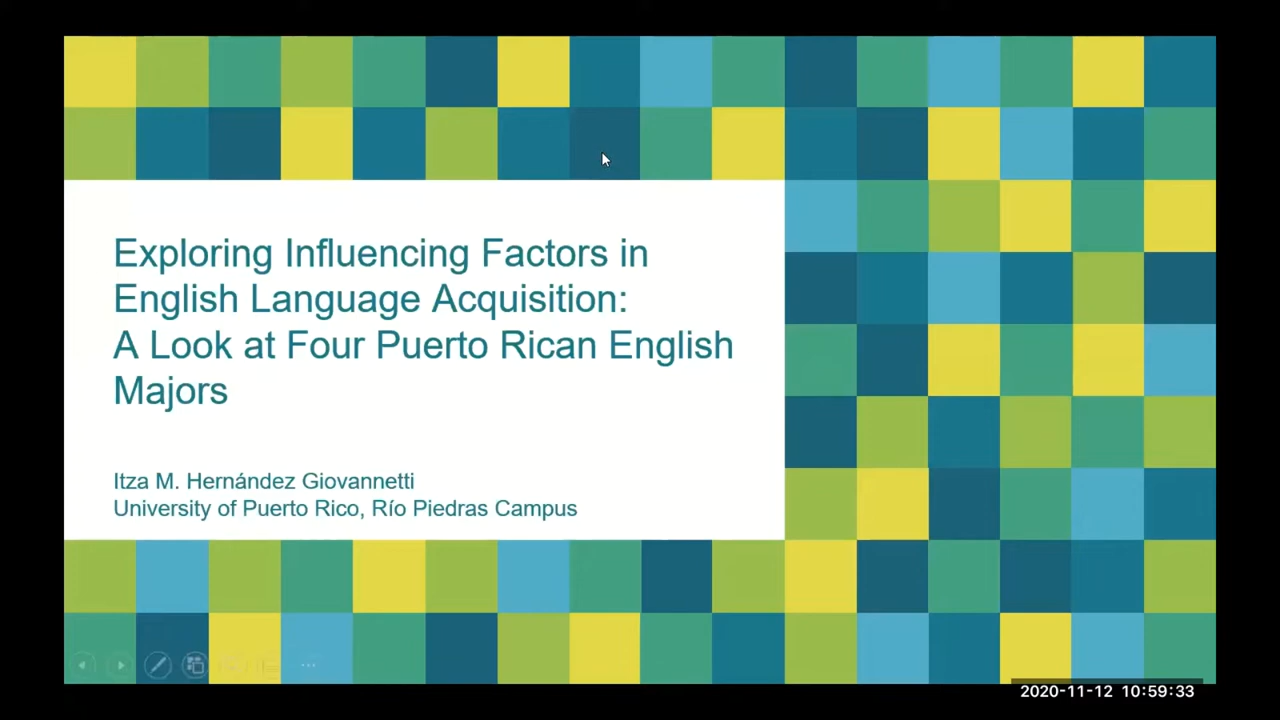 Exploring Influencing Factors in
English Language Acquisition:
A Look at Four Puerto Rican English
Majors
Itza M. Hernández Giovannetti
University of Puerto Rico, Río Piedras Campus
2020-11-12 10:59:33